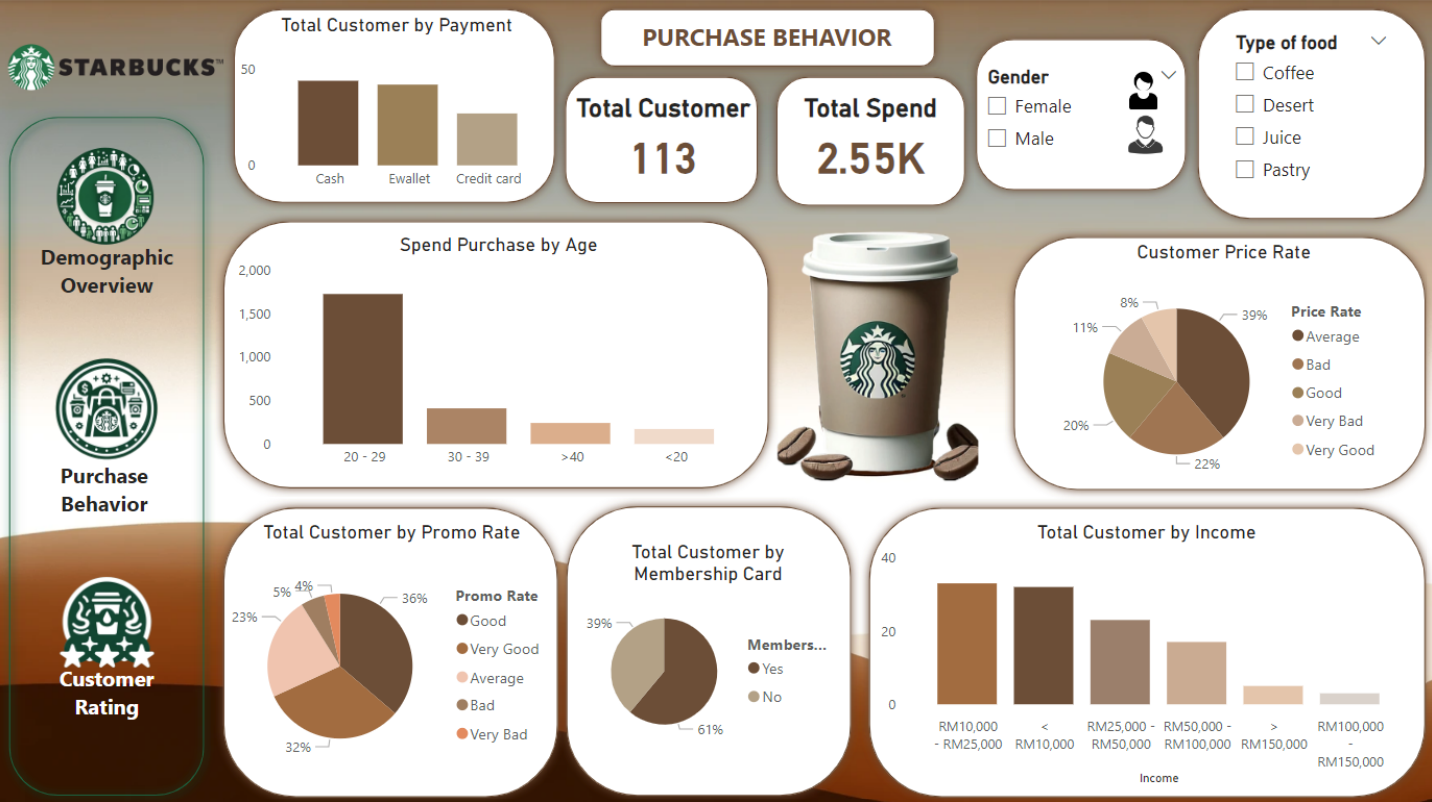 STARBUCKS™
Demographic
Overview
Purchase
Behavior
Customer
Rating
Total Customer by Payment
50
0
Cash
Ewallet
Credit card
PURCHASE BEHAVIOR
Total Customer
113
Total Spend
2.55K
Gender
Female
Male
Type of food
Coffee
Desert
Juice
Pastry
Spend Purchase by Age
2,000
1,500
1,000
500
0
20 - 29
30 - 39
>40
<20
Customer Price Rate
8%
39%
11%
20%
22%
Price Rate
Average
Bad
Good
Very Bad
Very Good
Total Customer by Promo Rate
5%
4%
36%
23%
32%
Promo Rate
Good
Very Good
Average
Bad
Very Bad
Total Customer by
Membership Card
39%
61%
Members...
Yes
No
Total Customer by Income
40
20
0
RM10,000
- RM25,000
<
RM10,000
RM25,000 -
RM50,000
RM50,000 -
RM100,000
>
RM150,000
RM100,000
-
RM150,000
Income